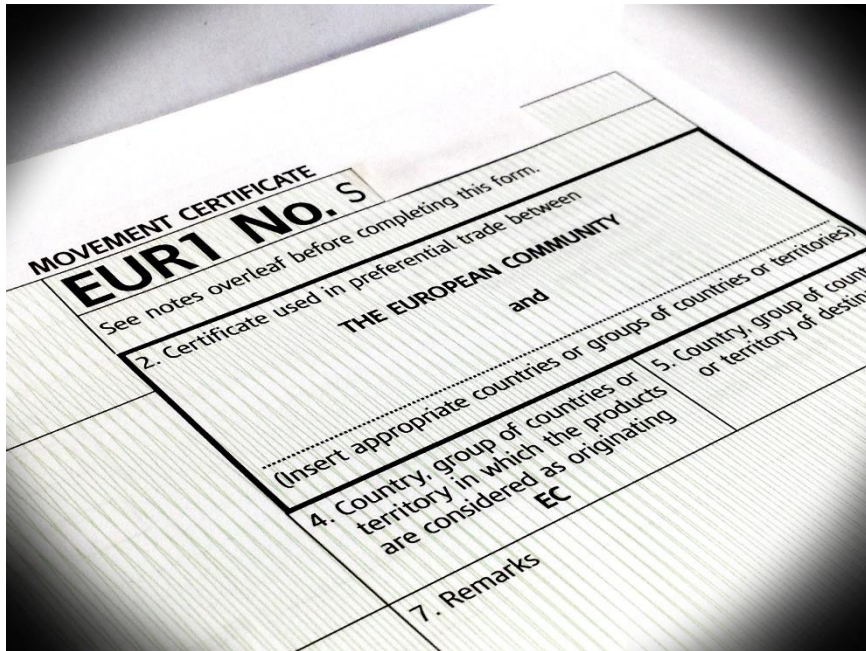 MOVEMENT CERTIFICATE
EUR1 No. S
See notes overleaf before completing this form.
2. Certificate used in preferential trade between
THE EUROPEAN COMMUNITY
and
(Insert appropriate countries or groups of countries or territories)
4. Country, group of countries or
territory in which the products
are considered as originating
EC
5. Country, group of
or territory of
7. Remarks